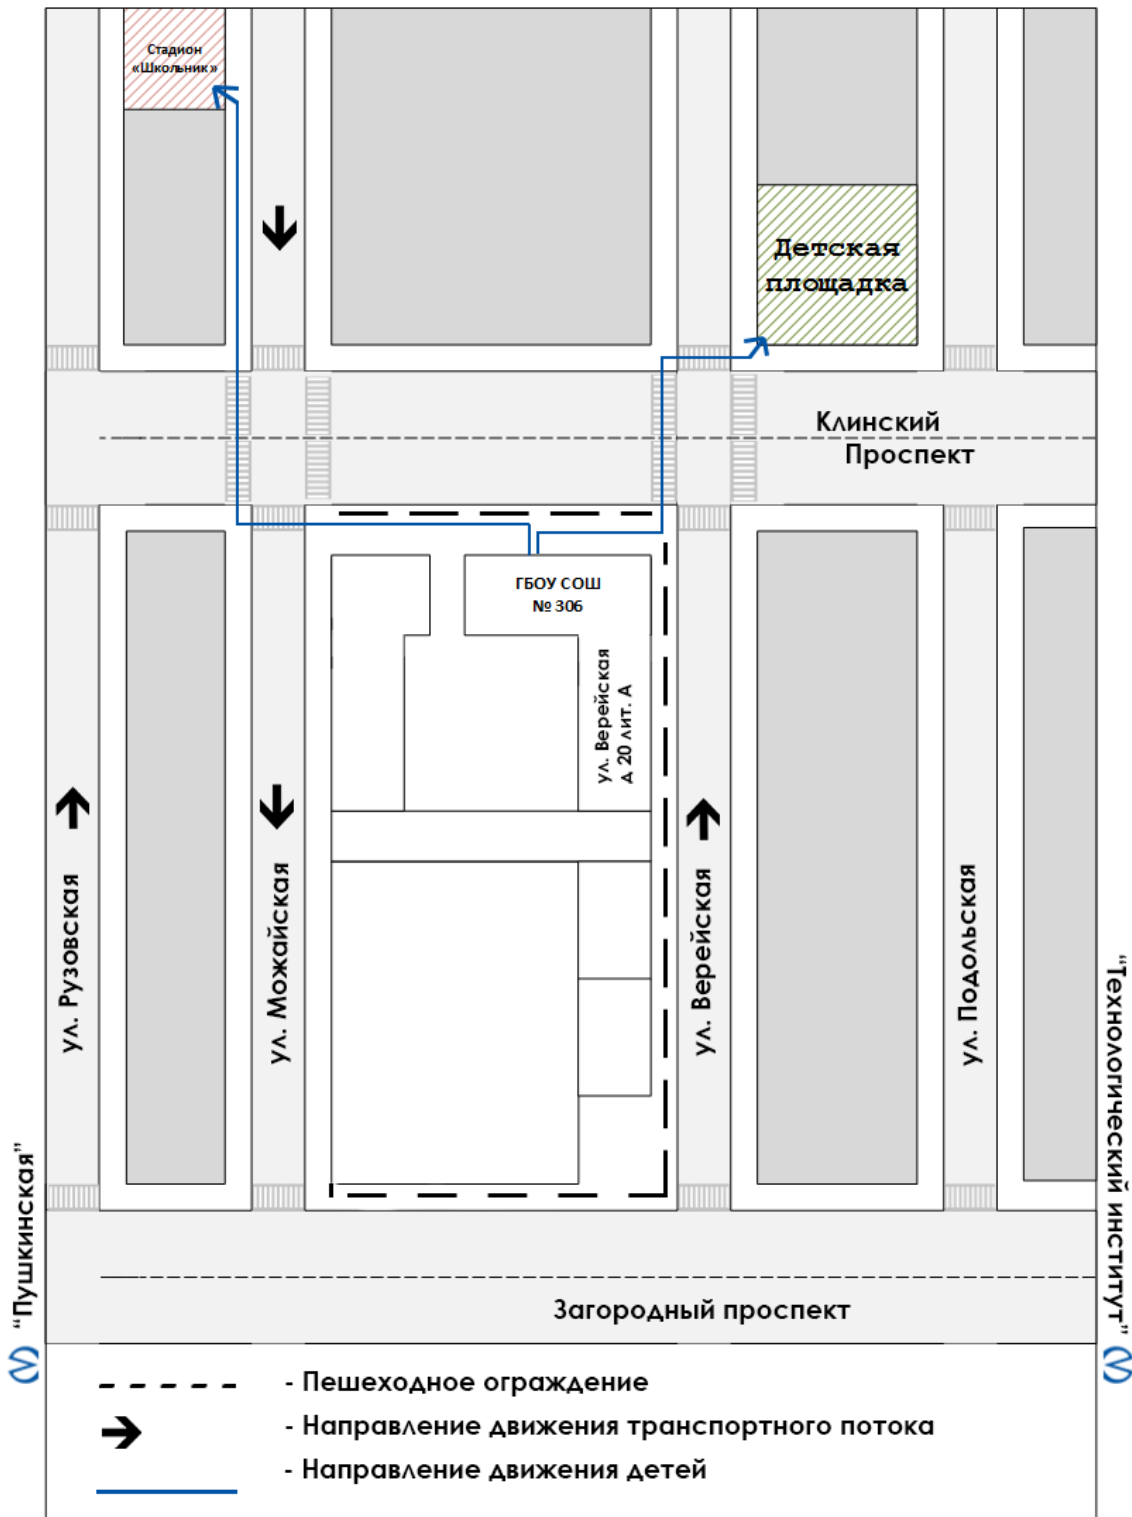 Стадион
«Школьник»
Детская
площадка
Клинский
Проспект
ГБОУ СОШ
№ 306
ул. Верейская
д 20 лит. А
ул. Рузовская
ул. Можайская
ул. Верейская
ул. Подольская
"Пушкинская"
"Технологический институт"
Загородный проспект
- Пешеходное ограждение
- Направление движения транспортного потока
- Направление движения детей